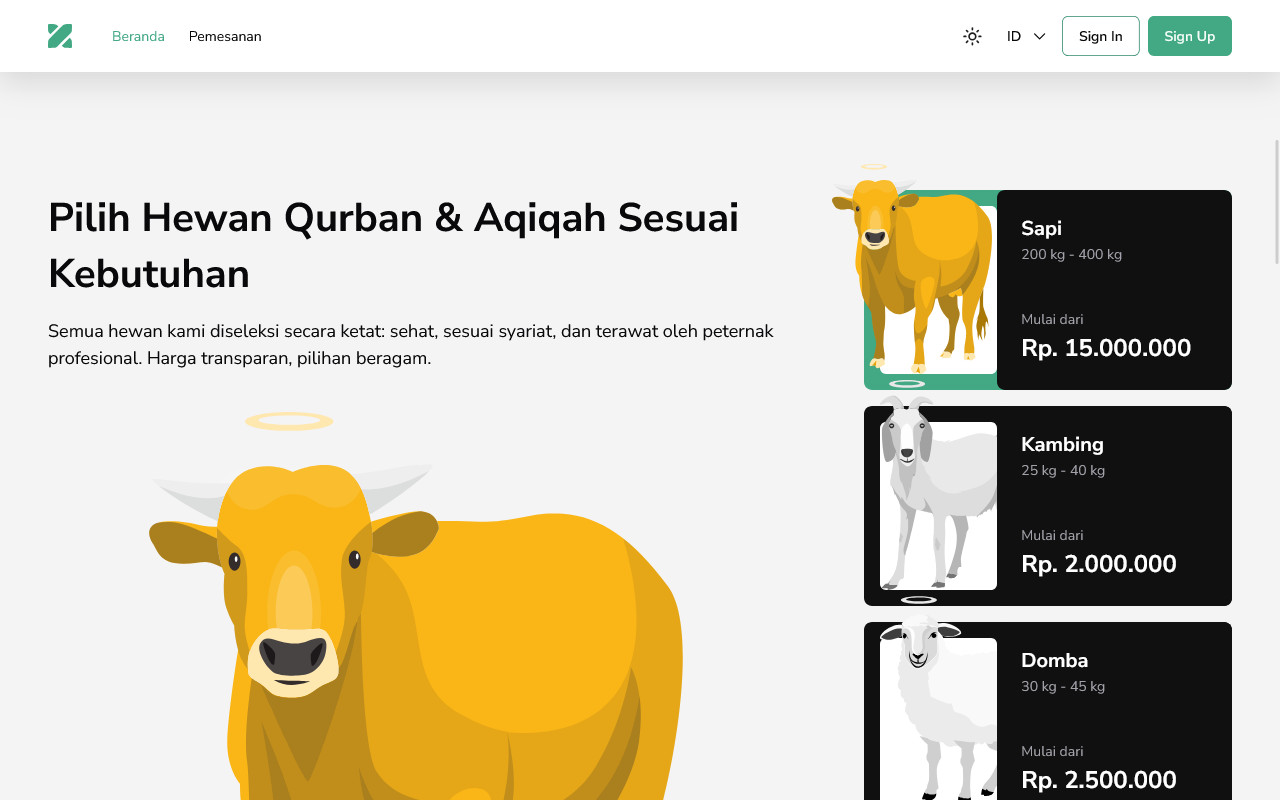 Beranda
Pemesanan
ID
Sign In
Sign Up
Pilih Hewan Qurban & Aqiqah Sesuai
Kebutuhan
Semua hewan kami diseleksi secara ketat: sehat, sesuai syariat, dan terawat oleh peternak
profesional. Harga transparan, pilihan beragam.
Sapi
200 kg - 400 kg
Mulai dari
Rp. 15.000.000
Kambing
25 kg - 40 kg
Mulai dari
Rp. 2.000.000
Domba
30 kg - 45 kg
Mulai dari
Rp. 2.500.000